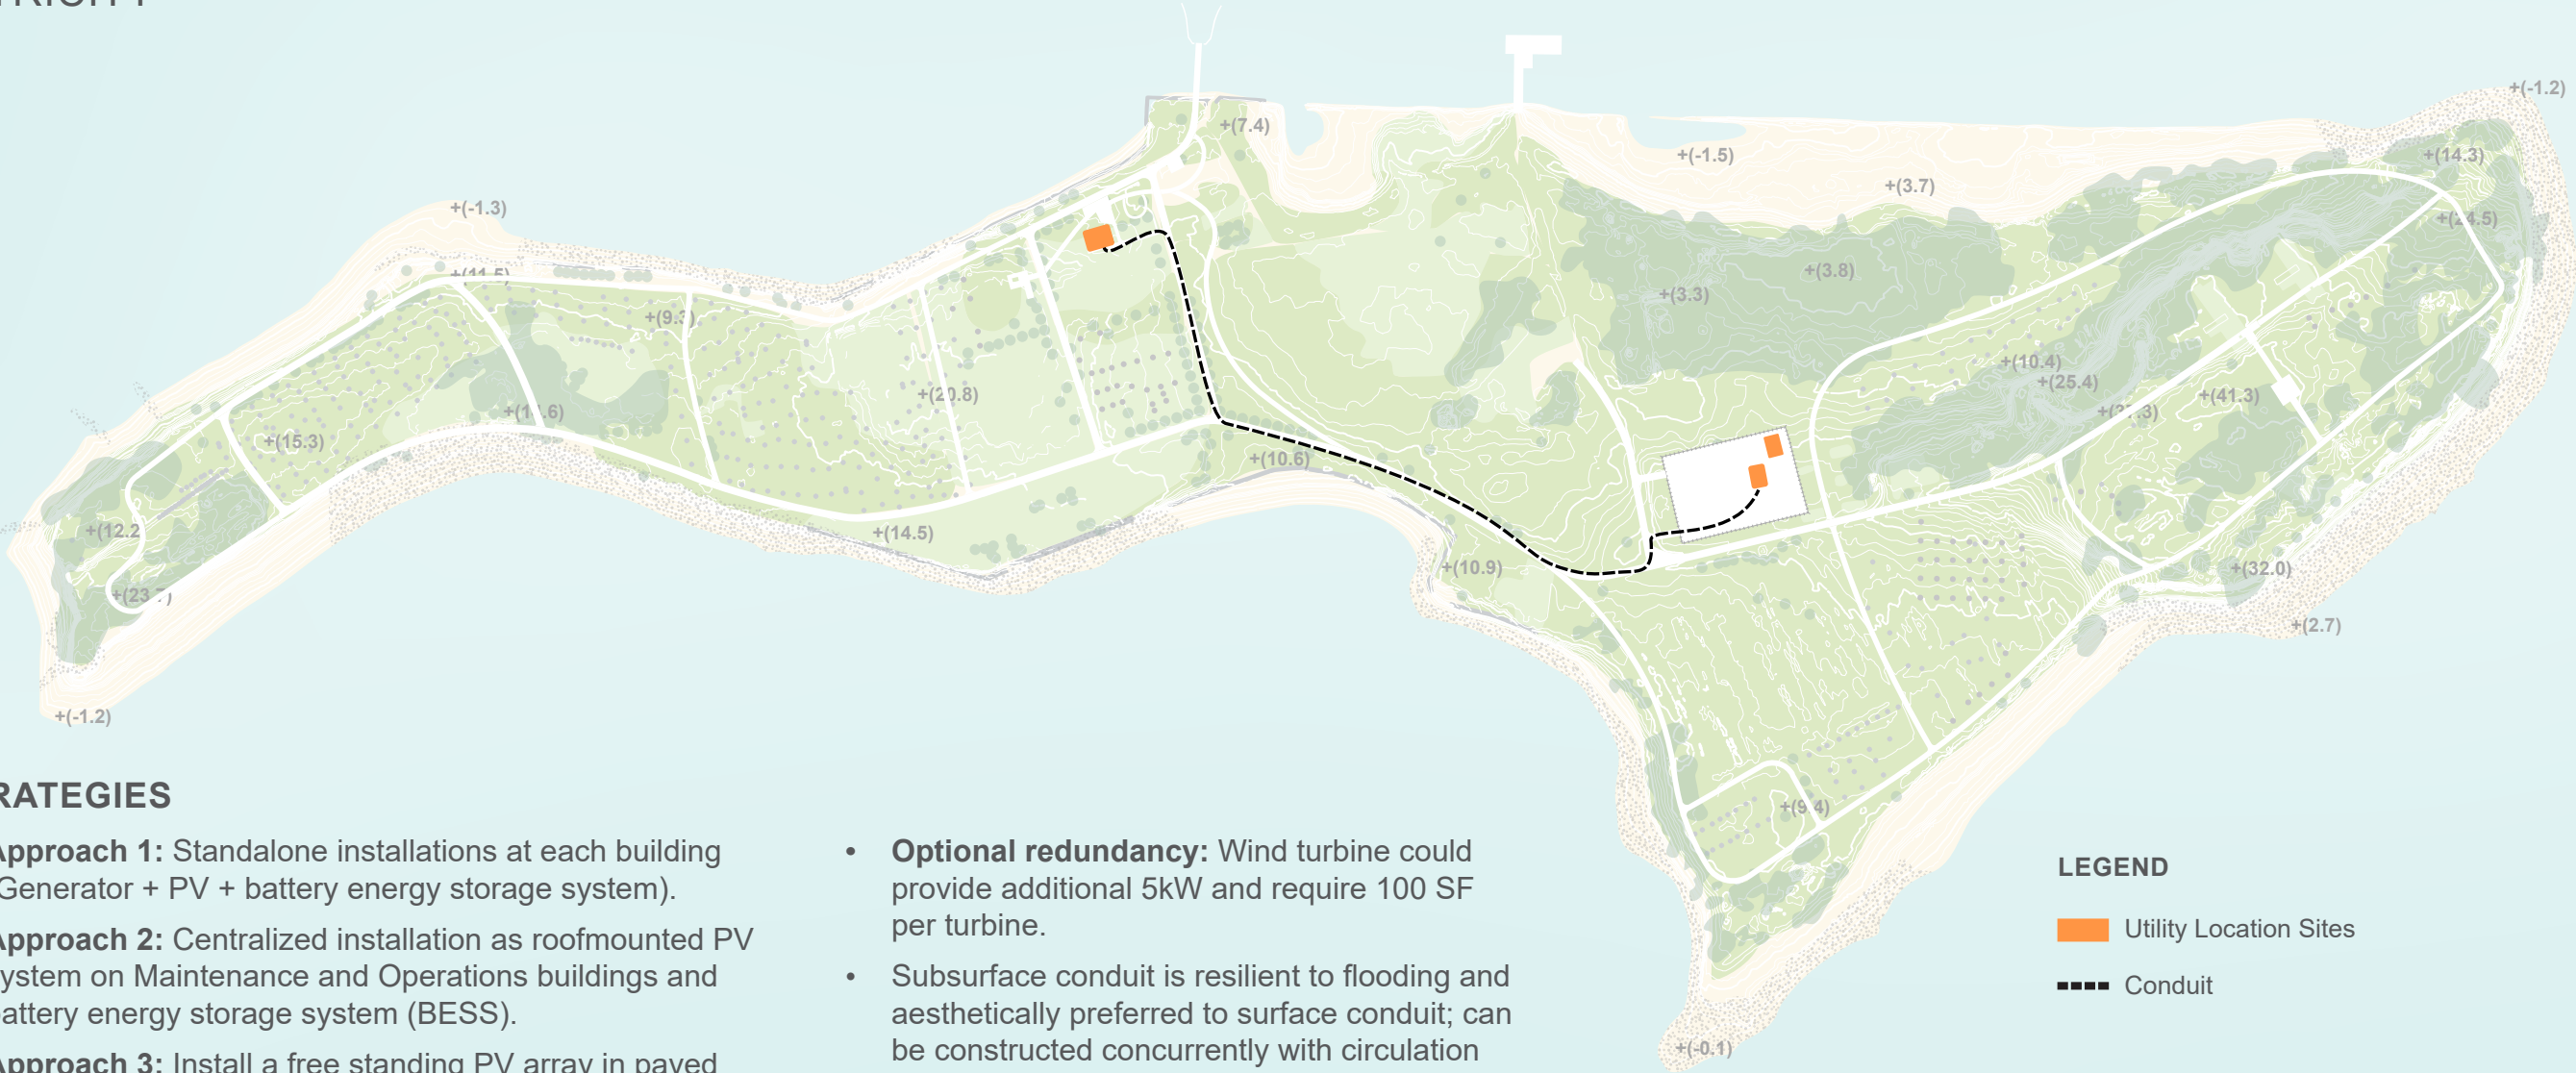 +(-1.2)
+(7.4)
+(-1.5)
+(14.3)
+(3.7)
+(-1.3)
+(24.5)
+(11.5)
+(3.8)
+(3.3)
+(9.3)
+(10.4)
+(25.4)
+(20.8)
+(41.3)
+(15.3)
+(10.6)
+(12.2
+(14.5)
+(10.9)
+(32.0)
+(2.7)
+(-1.2)
+(9.4)
+(-0.1)
RATEGIES
Approach 1: Standalone installations at each building
Generator + PV + battery energy storage system).
Approach 2: Centralized installation as roofmounted PV
ystem on Maintenance and Operations buildings and
attery energy storage system (BESS).
Approach 3: Install a free standing PV array in paved
• Optional redundancy: Wind turbine could
provide additional 5kW and require 100 SF
per turbine.
• Subsurface conduit is resilient to flooding and
aesthetically preferred to surface conduit; can
be constructed concurrently with circulation
LEGEND
Utility Location Sites
Conduit